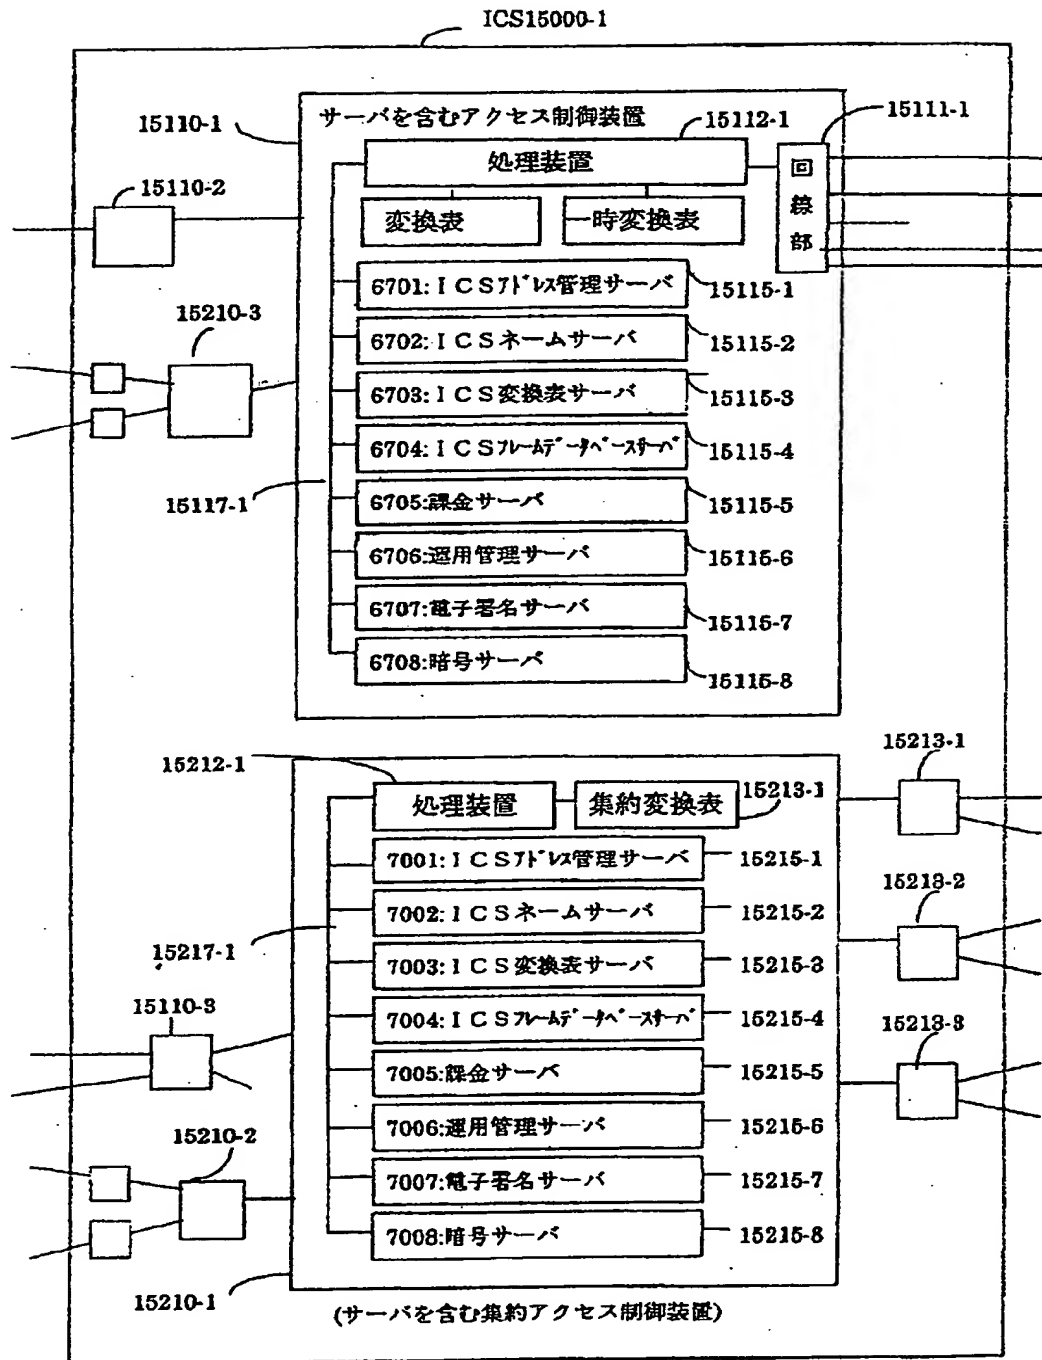 ICS15000-1
15110-1
サーバを含むアクセス制御装置
15112-1
15111-1
処理装置
回線部
15110-2
変換表
一時変換表
6701:ICSアドレス管理サーバ
15115-1
15210-3
6702:ICSネームサーバ
15115-2
6703:ICS変換表サーバ
15115-3
6704:ICSフレームデータベースサーバ
15115-4
15117-1
6705:課金サーバ
15115-5
6706:運用管理サーバ
15115-6
6707:電子署名サーバ
15115-7
6708:暗号サーバ
15115-8
15212-1
15213-1
処理装置
集約変換表
15213-1
7001:ICSアドレス管理サーバ
15215-1
7002:ICSネームサーバ
15215-2
15213-2
15217-1
7003:ICS変換表サーバ
15215-3
15110-3
7004:ICSフレームデータベースサーバ
15215-4
15213-3
7005:課金サーバ
15215-5
7006:運用管理サーバ
15215-6
15210-2
7007:電子署名サーバ
15215-7
7008:暗号サーバ
15215-8
15210-1
(サーバを含む集約アクセス制御装置)